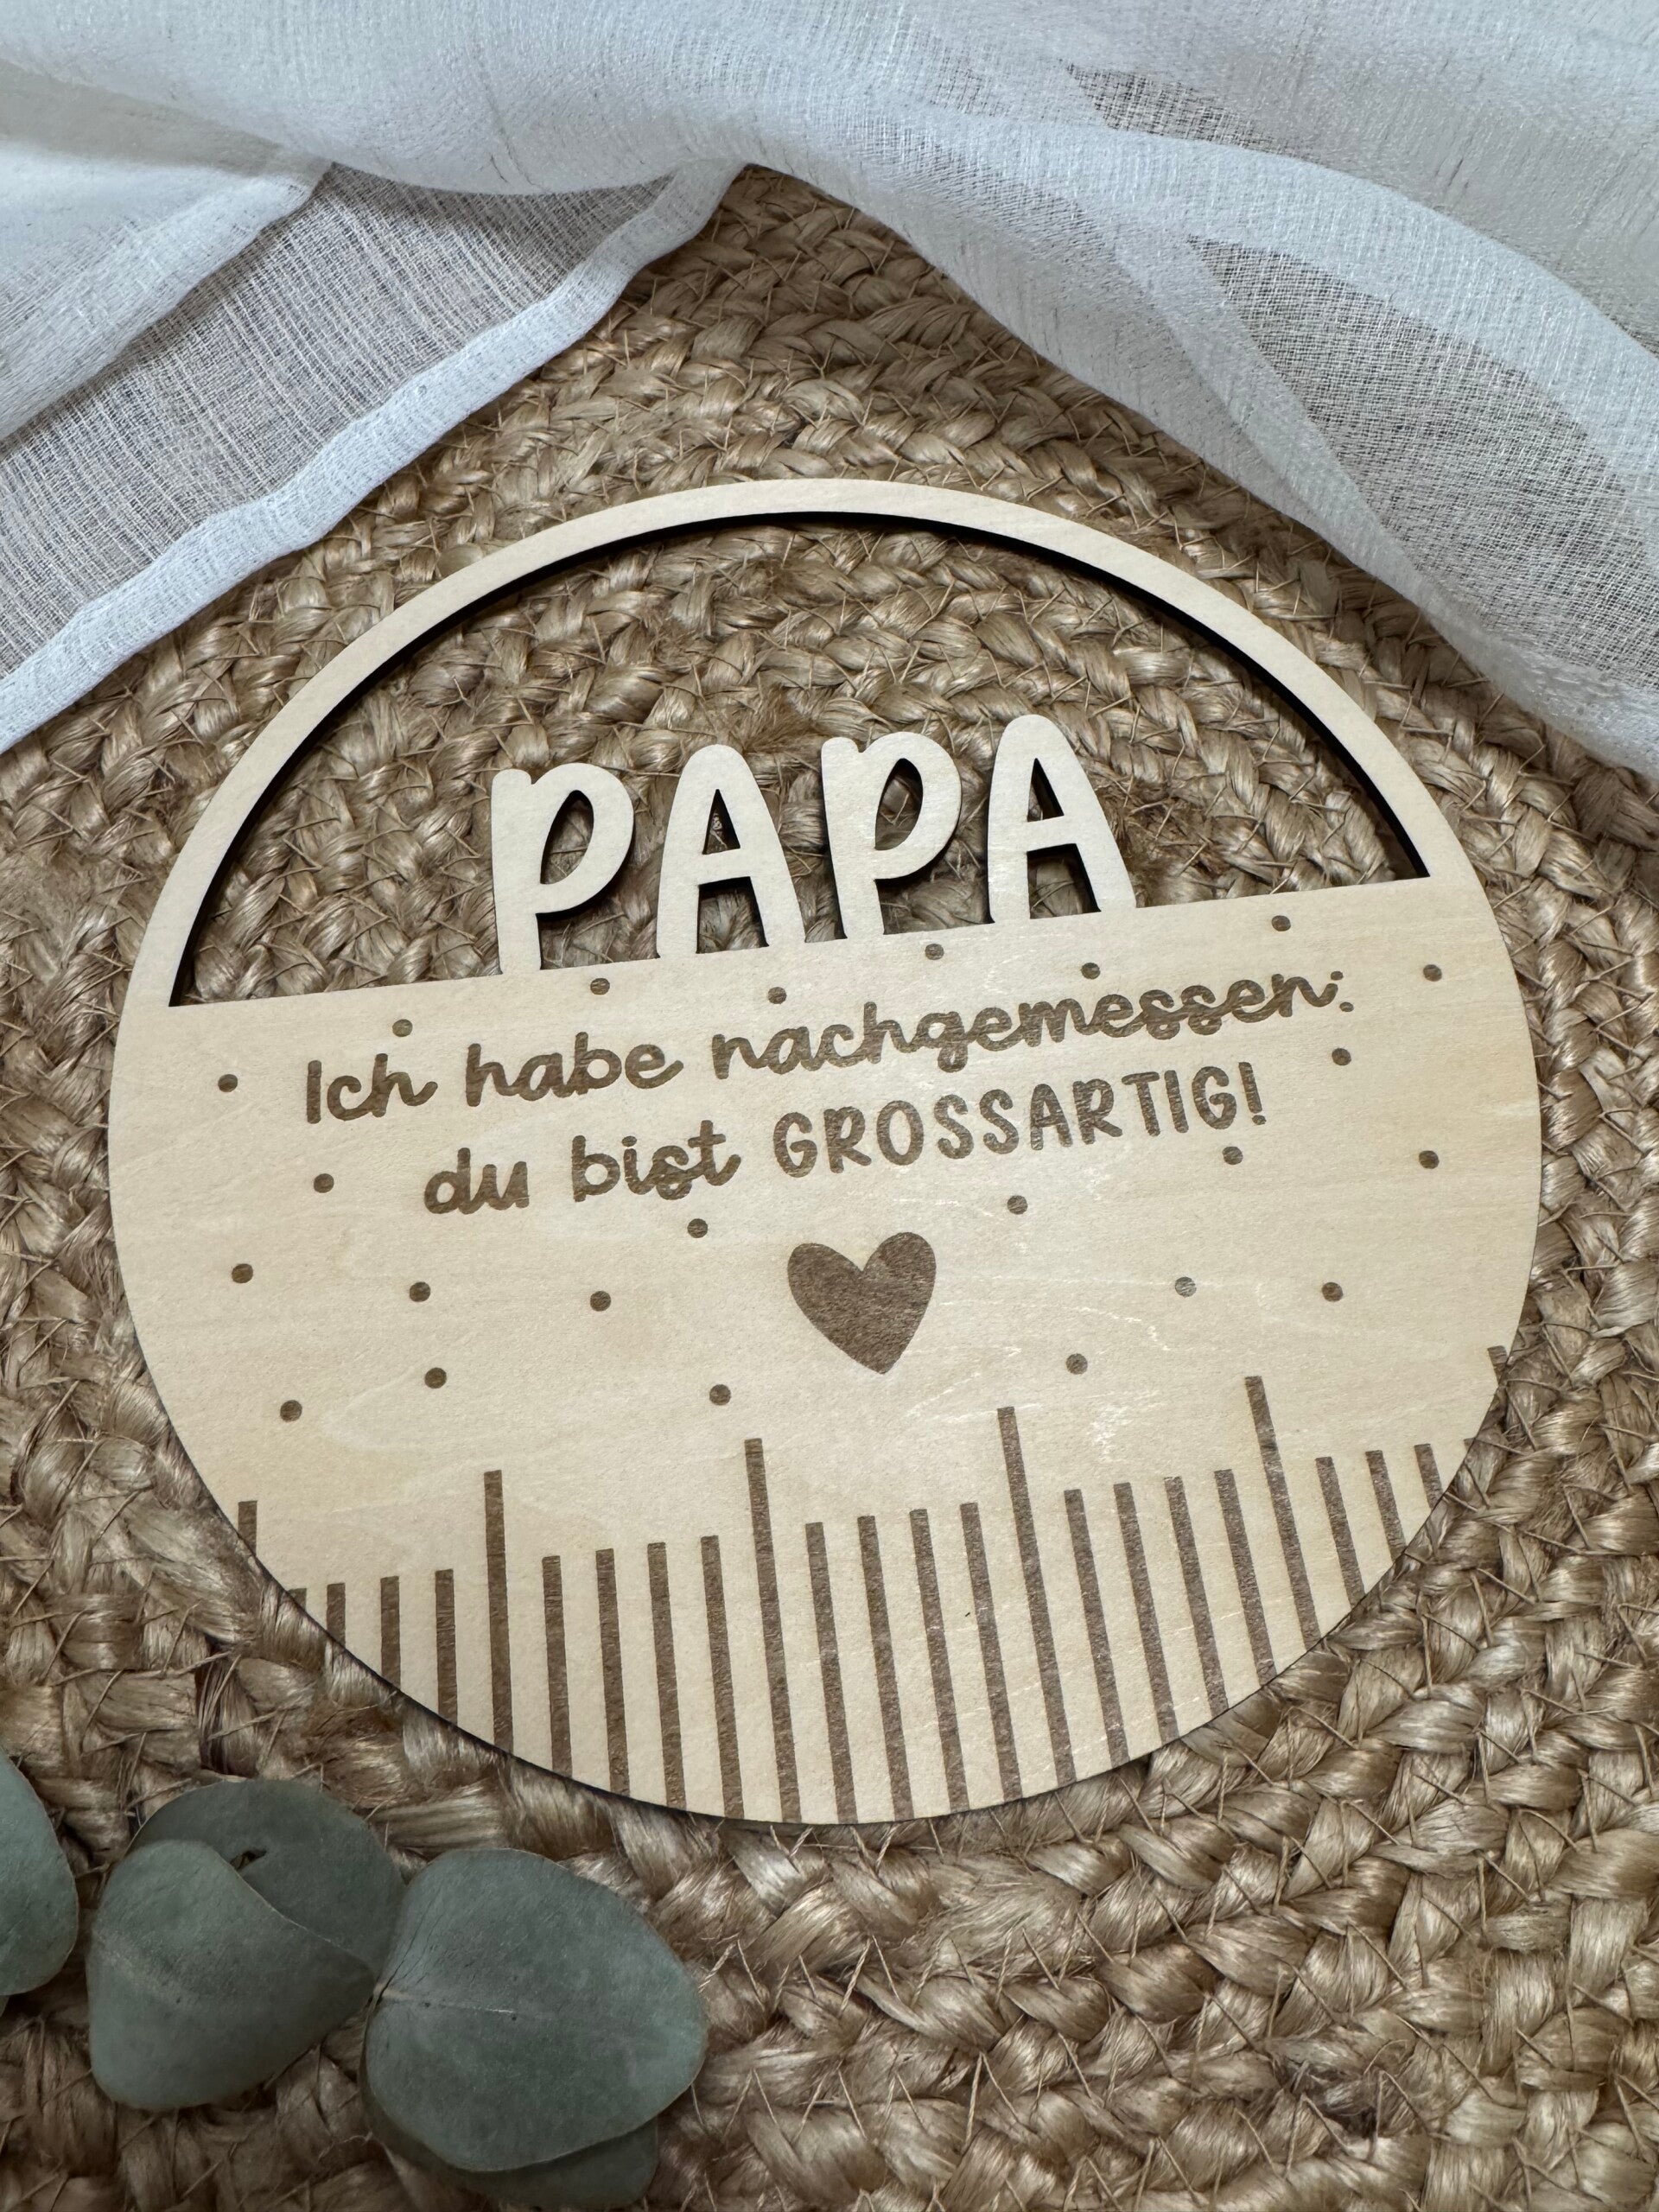 PAPA
Ich habe nachgemessen:
du bist GROSSARTIG!